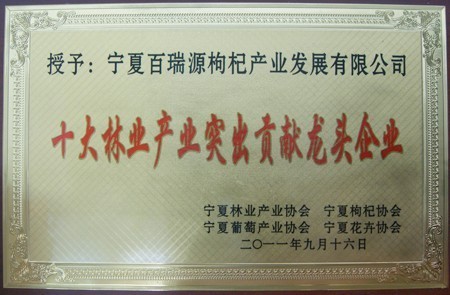 授予：宁夏百瑞源枸杞产业发展有限公司
十大林业产业突出贡献龙头企业
宁夏林业产业协会 宁夏枸杞协会
宁夏葡萄产业协会 宁夏花卉协会
二〇一一年九月十六日